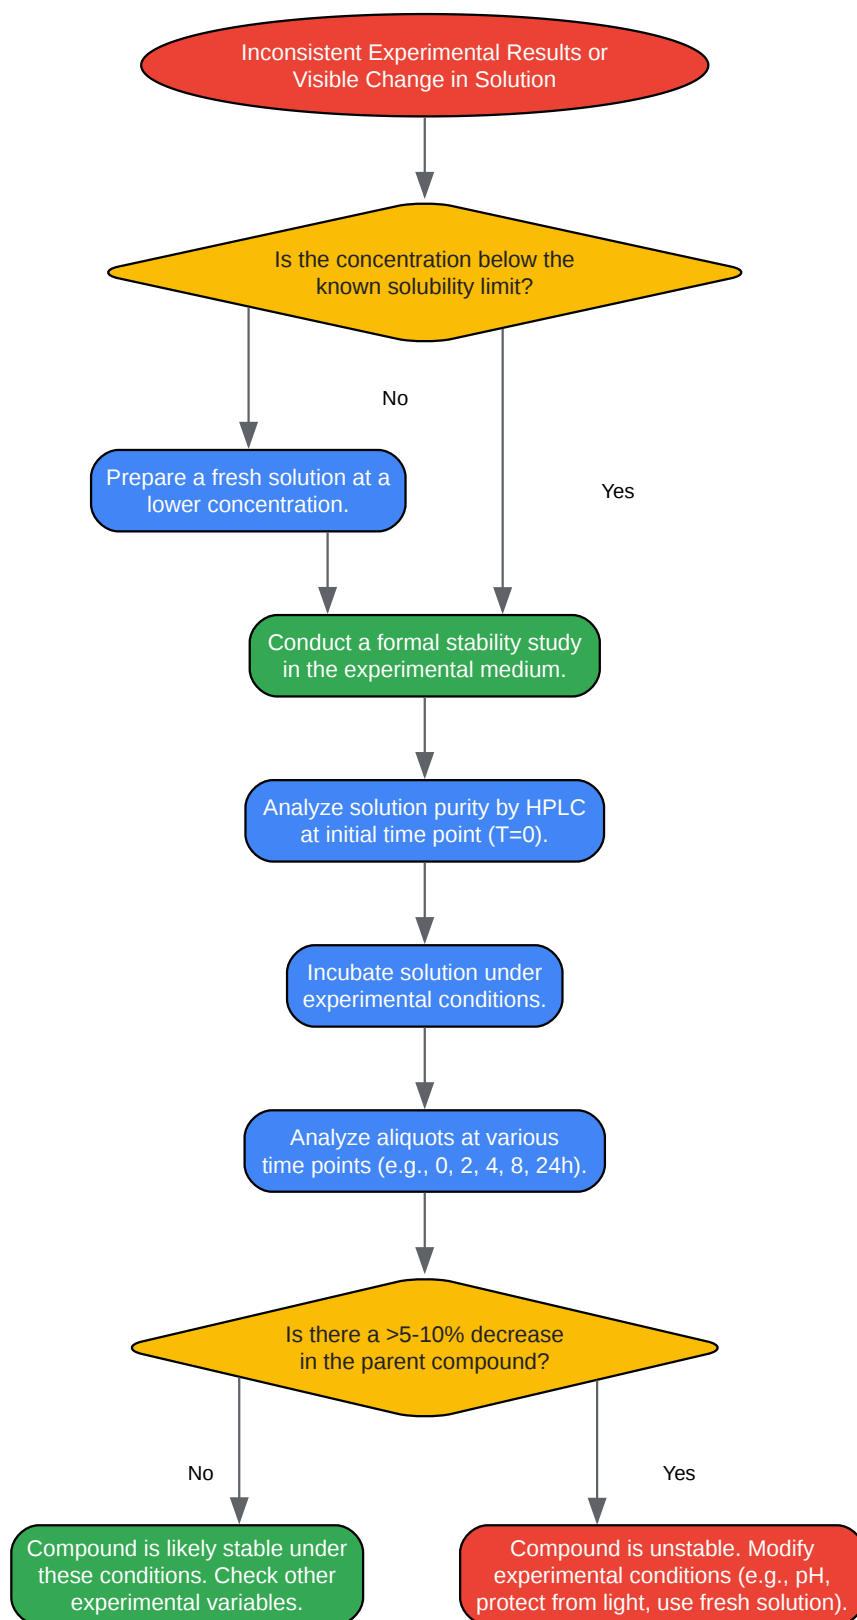 Inconsistent Experimental Results or
Visible Change in Solution
Is the concentration below the
known solubility limit?
No
Prepare a fresh solution at a
lower concentration.
Yes
Conduct a formal stability study
in the experimental medium.
Analyze solution purity by HPLC
at initial time point (T=0).
Incubate solution under
experimental conditions.
Analyze aliquots at various
time points (e.g., 0, 2, 4, 8, 24h).
Is there a >5-10% decrease
in the parent compound?
No
Yes
Compound is likely stable under
these conditions. Check other
experimental variables.
Compound is unstable. Modify
experimental conditions (e.g., pH,
protect from light, use fresh solution).